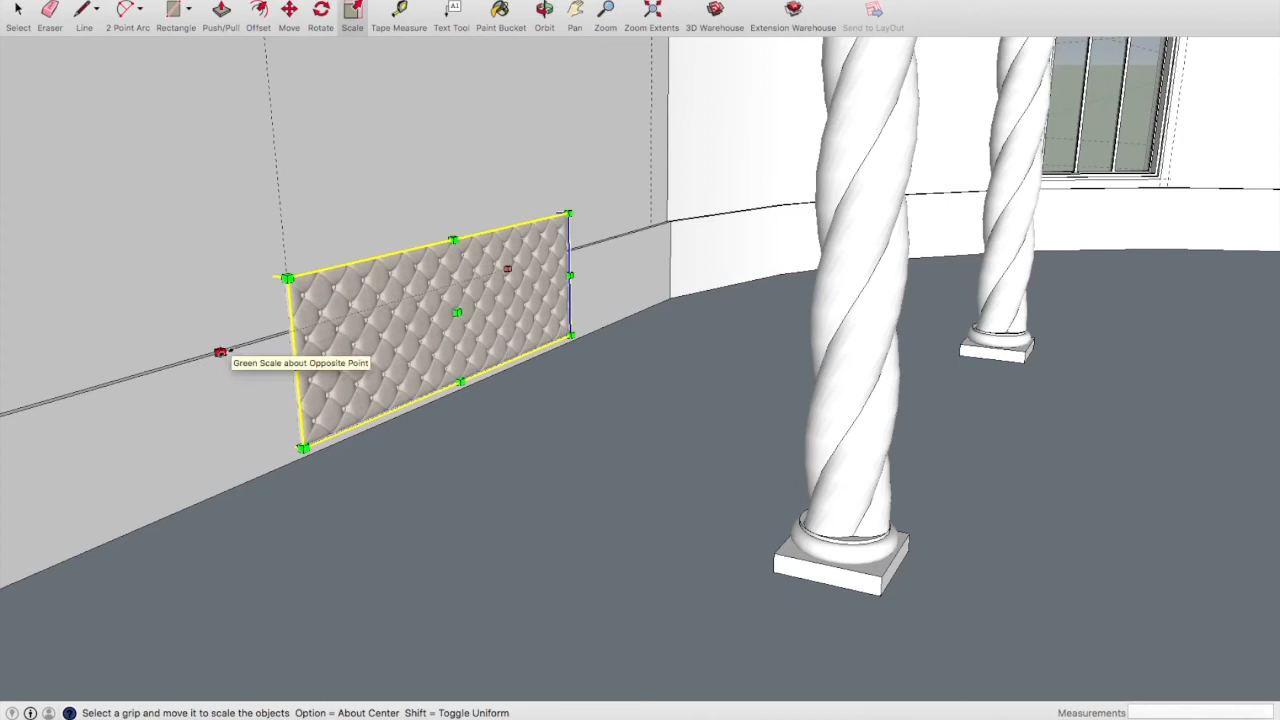 Select Eraser Line 2 Point Arc Rectangle Push/Pull Offset Move Rotate Scale Tape Measure Text Tool Paint Bucket Orbit Pan Zoom Zoom Extents 3D Warehouse Extension Warehouse Send to LayOut
A1
Green Scale about Opposite Point
Select a grip and move it to scale the objects Option = About Center Shift = Toggle Uniform Measurements